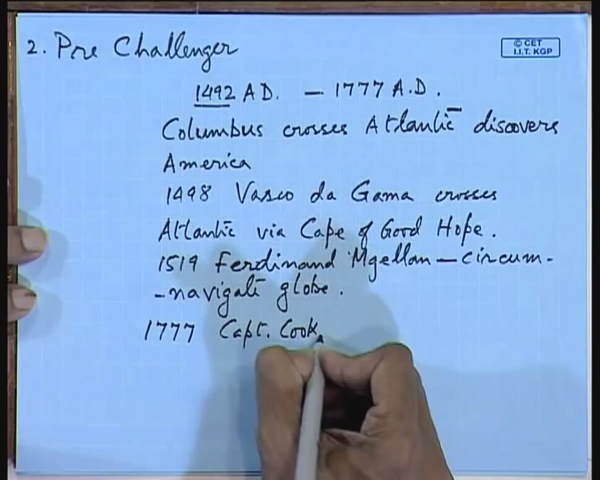 2. Pre Challenger
© CET
I.I.T. KGP
1492 A.D. — 1777 A.D.
Columbus crosses Atlantic – discovers
America
1498 Vasco da Gama crosses
Atlantic via Cape of Good Hope.
1519 Ferdinand Mgellan – circum-
-navigate globe.
1777 Capt. Cook